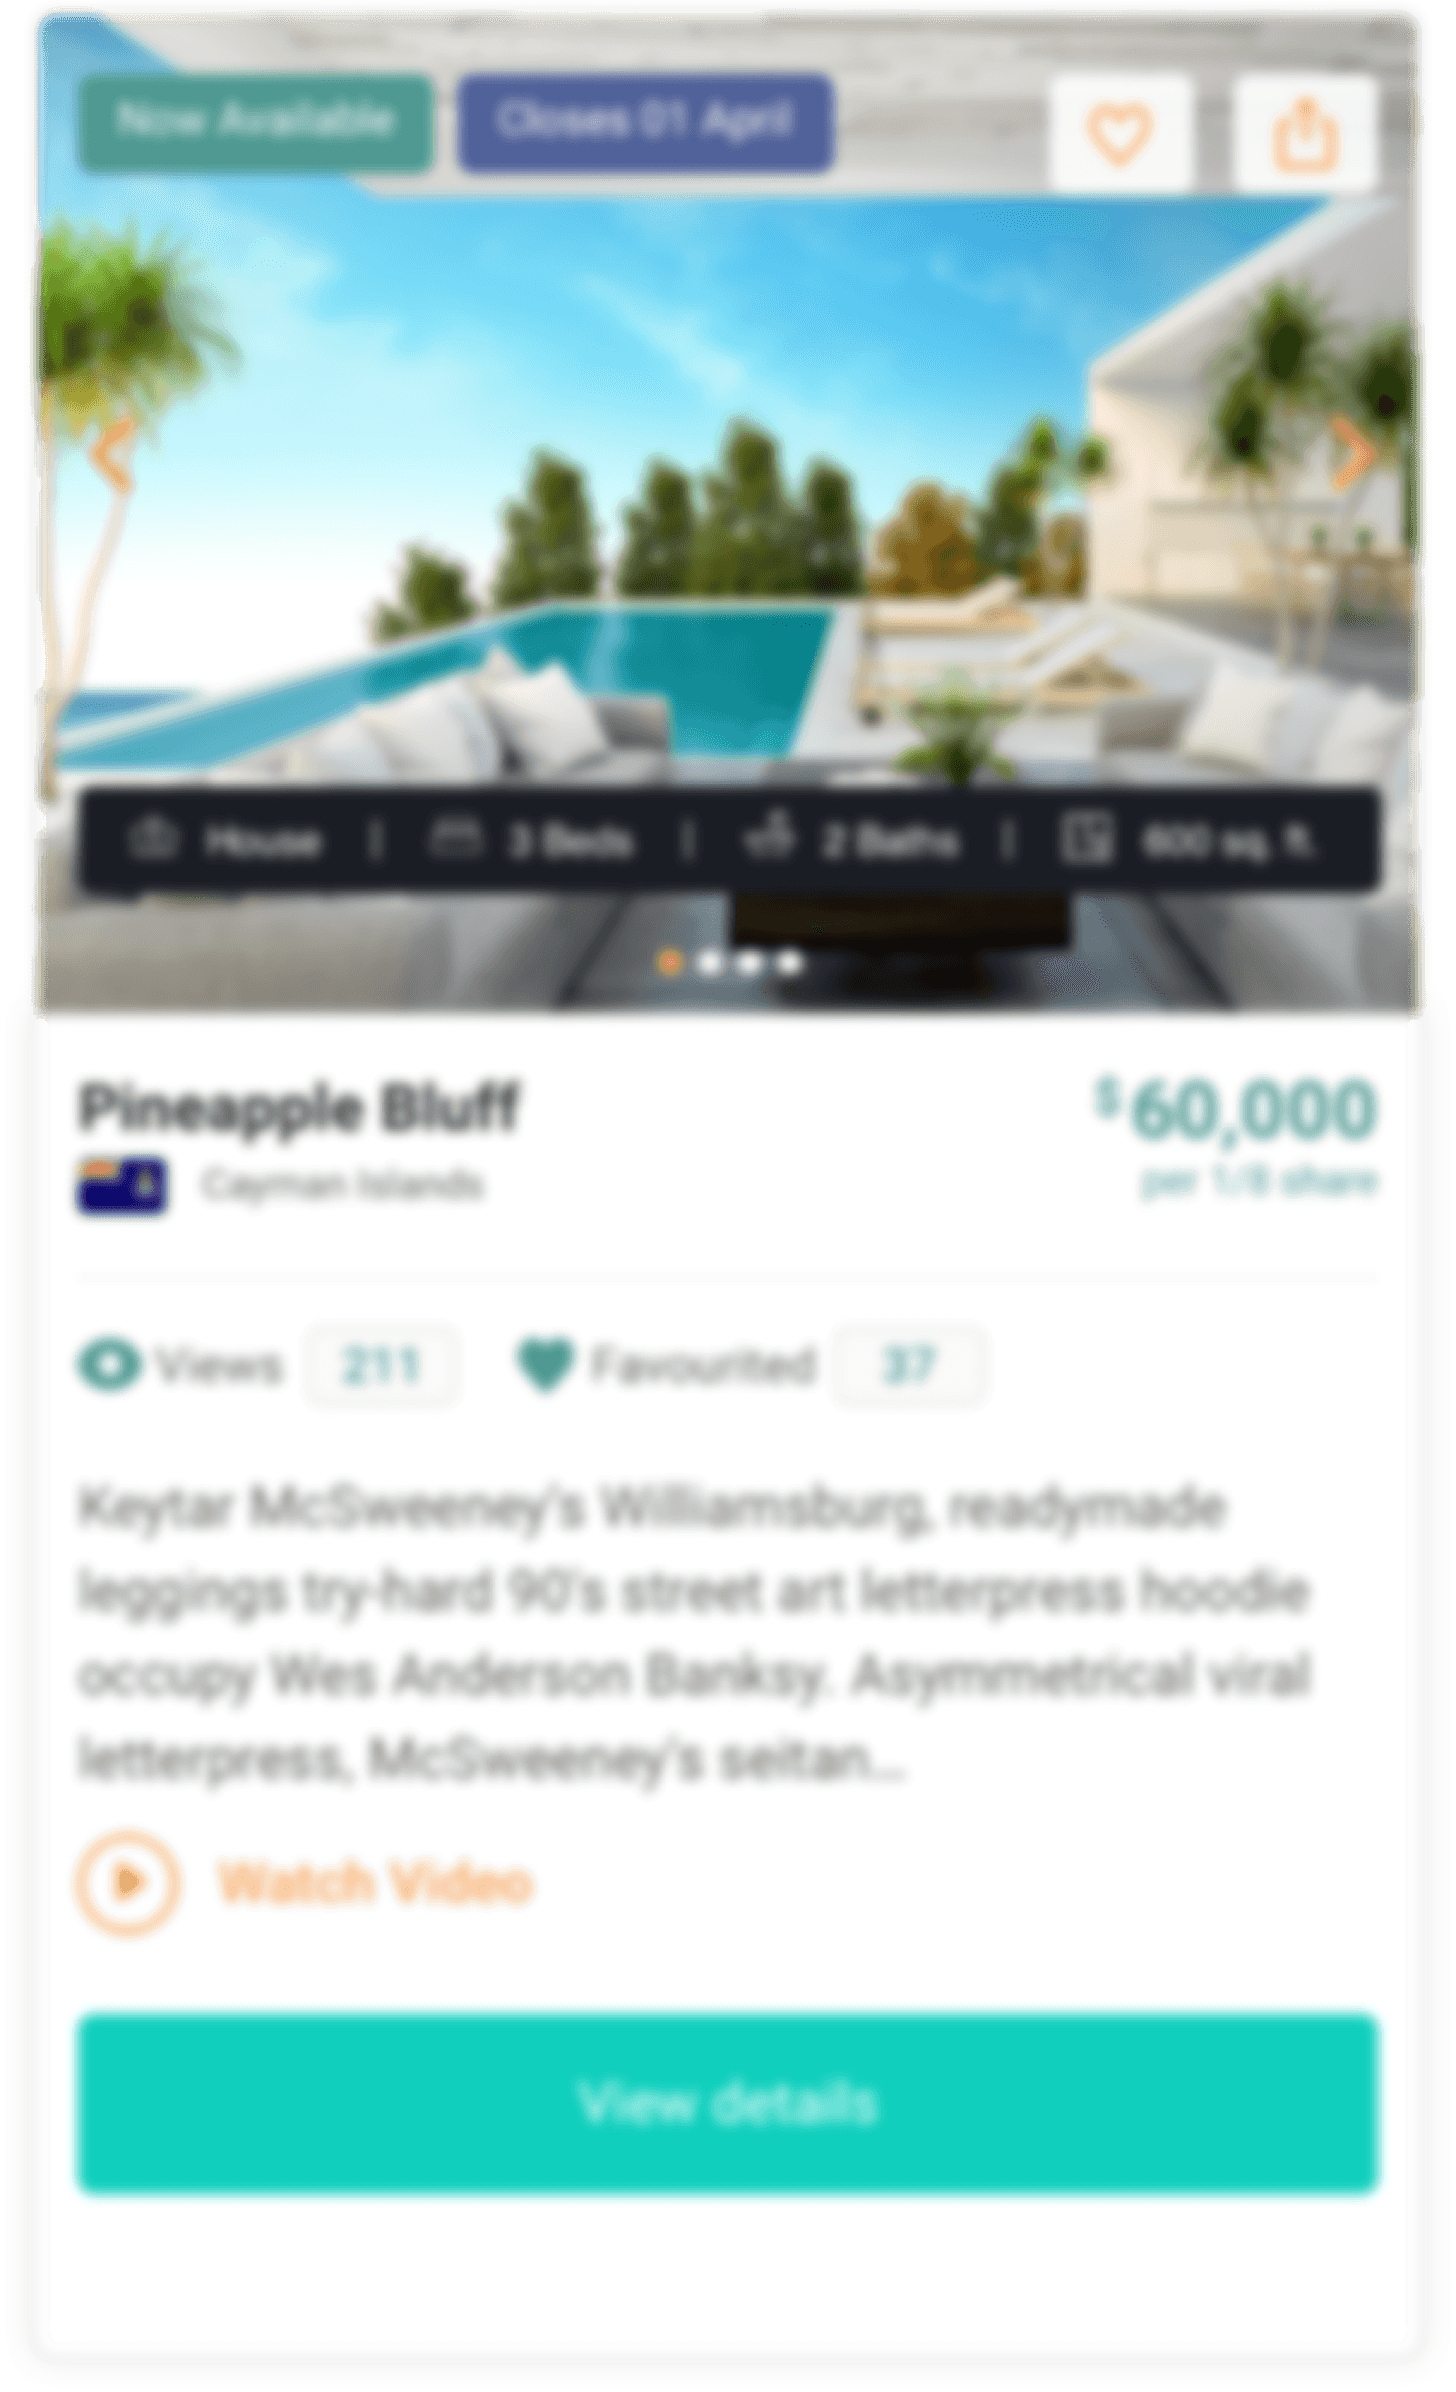 Now Available
Closes 01 April
House | 3 Beds | 2 Baths | 600 sq. ft.
Pineapple Bluff
$60,000
Cayman Islands
per 1/8 share
Views 211 Favourited 37
Keytar McSweeney's Williamsburg, readymade
leggings try-hard 90's street art letterpress hoodie
occupy Wes Anderson Banksy. Asymmetrical viral
letterpress, McSweeney's seitan...
Watch Video
View details